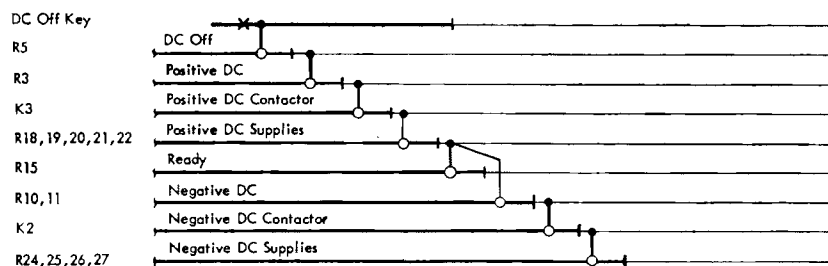 DC Off Key
R5 DC Off
R3 Positive DC
K3 Positive DC Contactor
R18,19,20,21,22 Positive DC Supplies
R15 Ready
R10,11 Negative DC
K2 Negative DC Contactor
R24,25,26,27 Negative DC Supplies